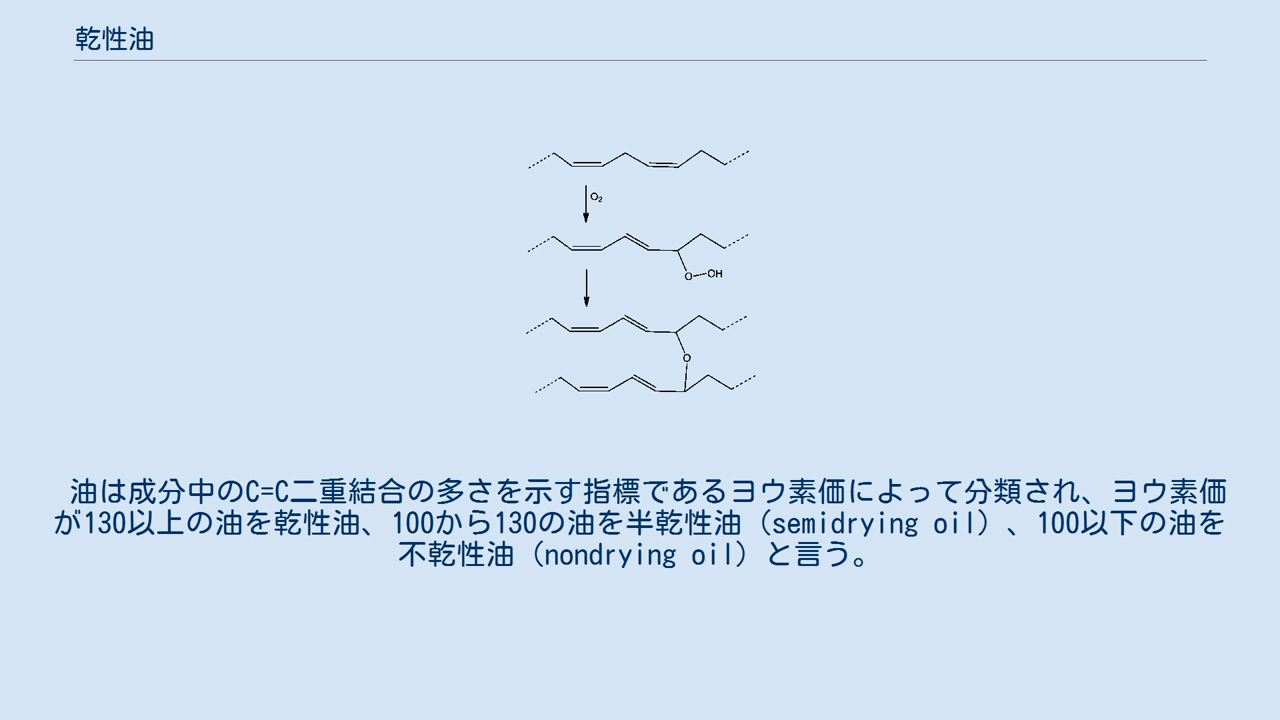 乾性油
O₂
O—OH
O
油は成分中のC=C二重結合の多さを示す指標であるヨウ素価によって分類され、ヨウ素価
が130以上の油を乾性油、100から130の油を半乾性油（semidrying oil）、100以下の油を
不乾性油（nondrying oil）と言う。